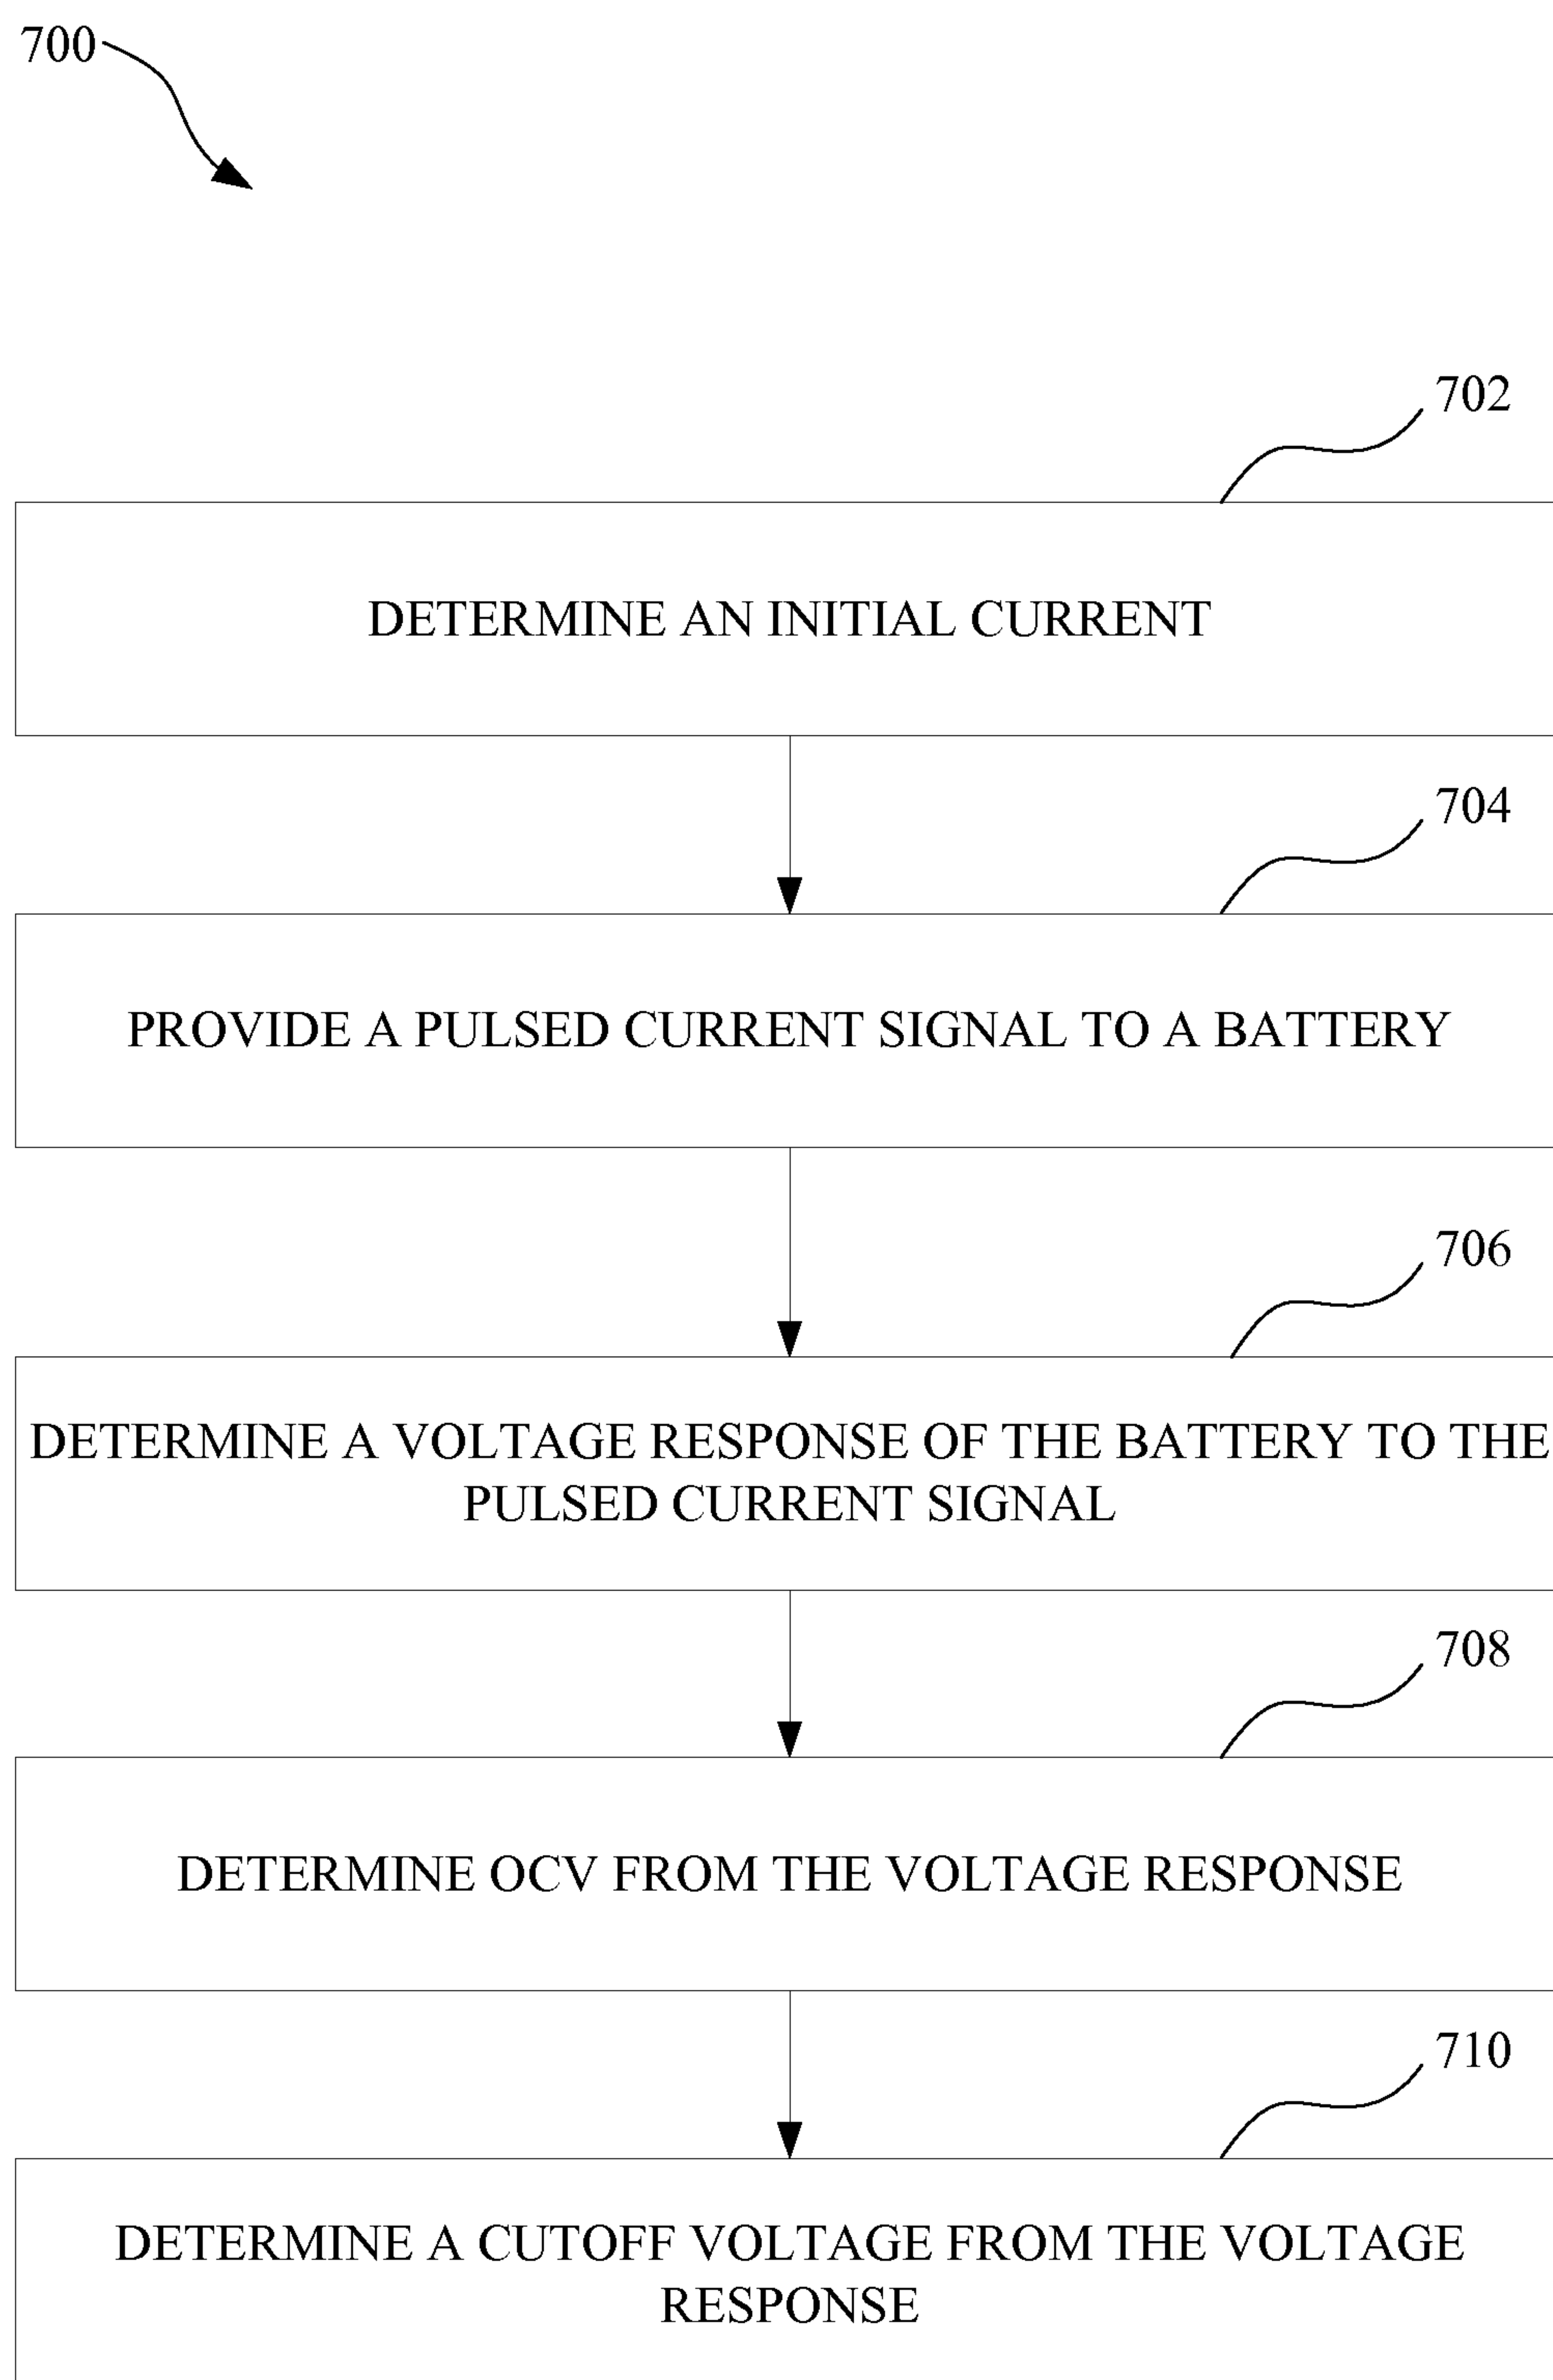 700
702
DETERMINE AN INITIAL CURRENT
704
PROVIDE A PULSED CURRENT SIGNAL TO A BATTERY
706
DETERMINE A VOLTAGE RESPONSE OF THE BATTERY TO THE
PULSED CURRENT SIGNAL
708
DETERMINE OCV FROM THE VOLTAGE RESPONSE
710
DETERMINE A CUTOFF VOLTAGE FROM THE VOLTAGE
RESPONSE